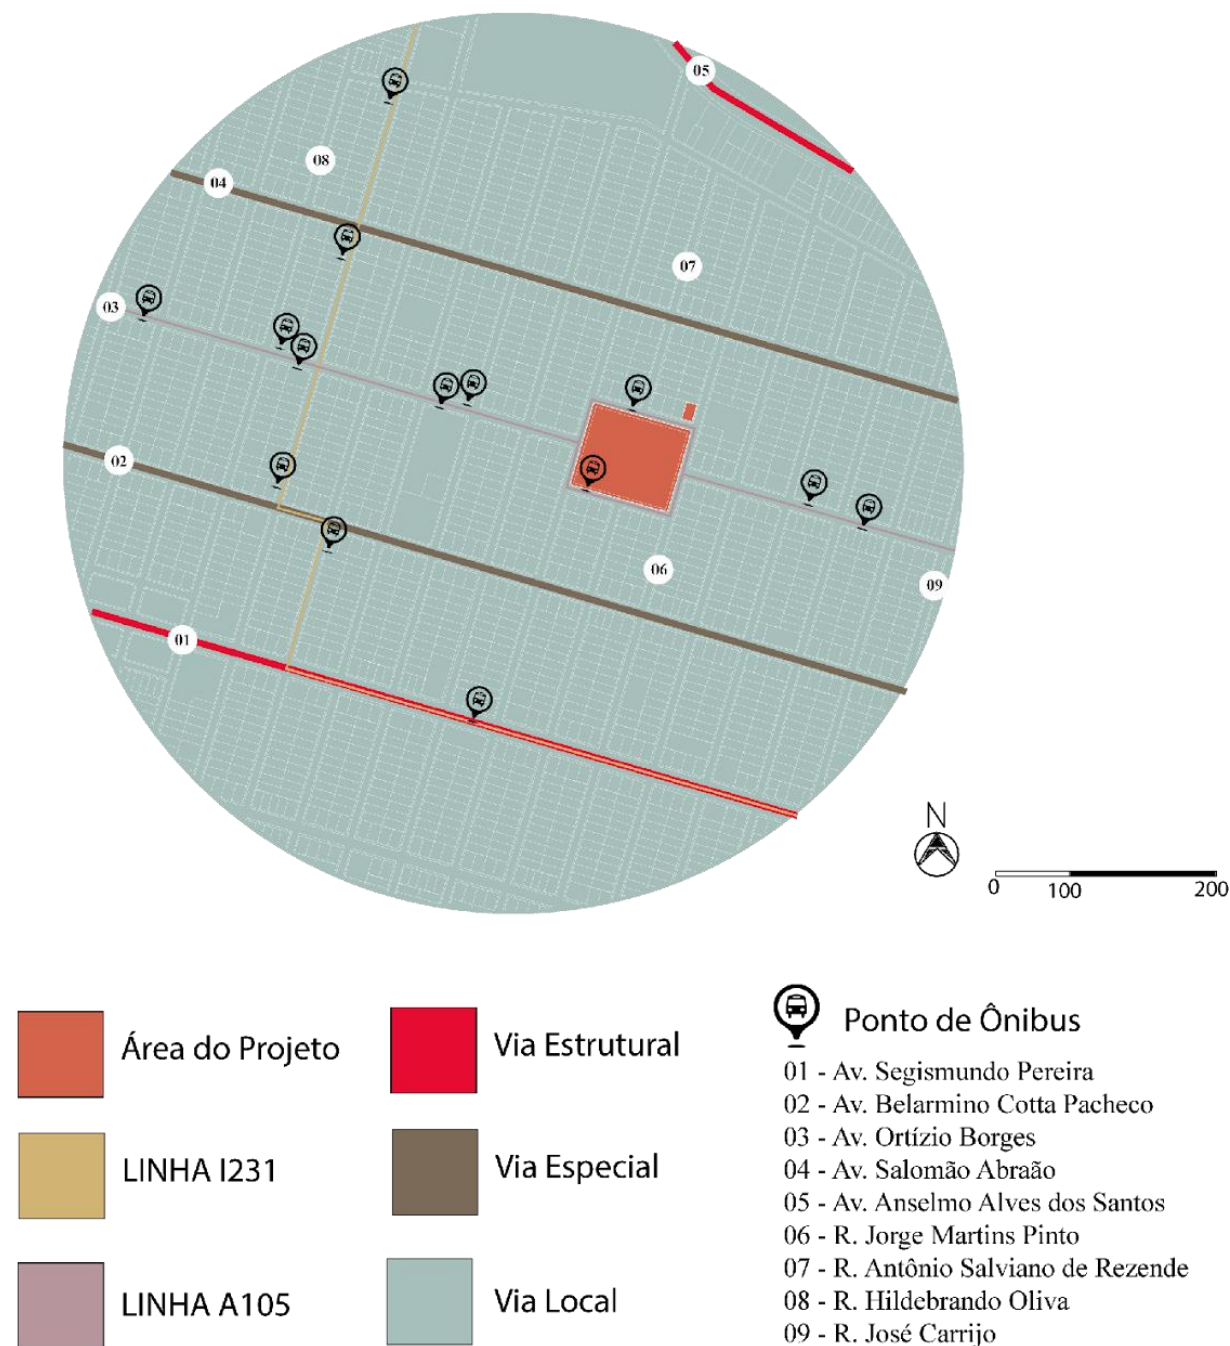 05
08
04
07
03
02
06
09
01
N
0 100 200
Área do Projeto
LINHA I231
LINHA A105
Via Estrutural
Via Especial
Via Local
Ponto de Ônibus
01 - Av. Segismundo Pereira
02 - Av. Belarmino Cotta Pacheco
03 - Av. Ortízio Borges
04 - Av. Salomão Abraão
05 - Av. Anselmo Alves dos Santos
06 - R. Jorge Martins Pinto
07 - R. Antônio Salviano de Rezende
08 - R. Hildebrando Oliva
09 - R. José Carrijo